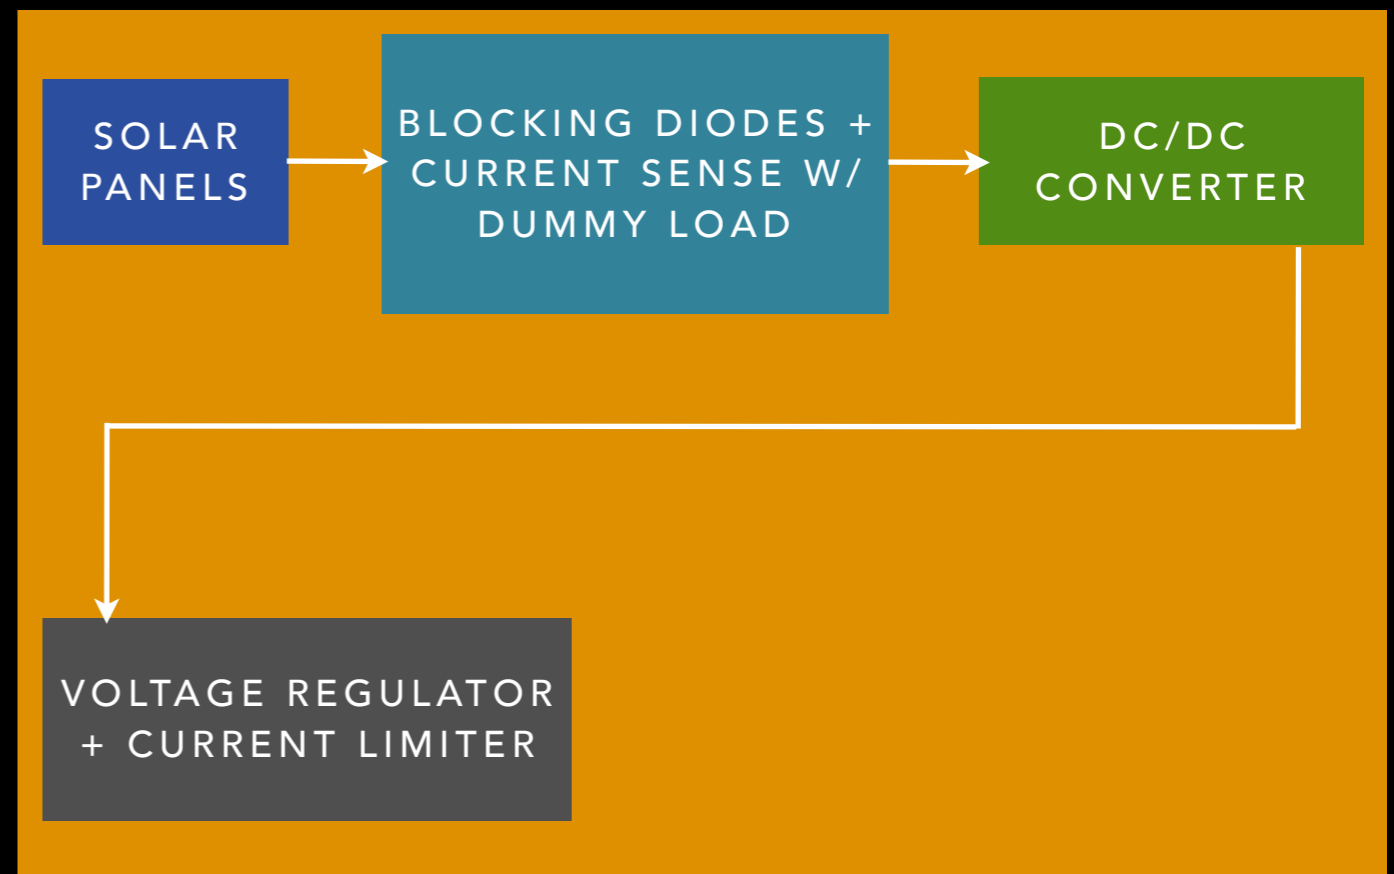 SOLAR
PANELS
BLOCKING DIODES +
CURRENT SENSE W/
DUMMY LOAD
DC/DC
CONVERTER
VOLTAGE REGULATOR
+ CURRENT LIMITER